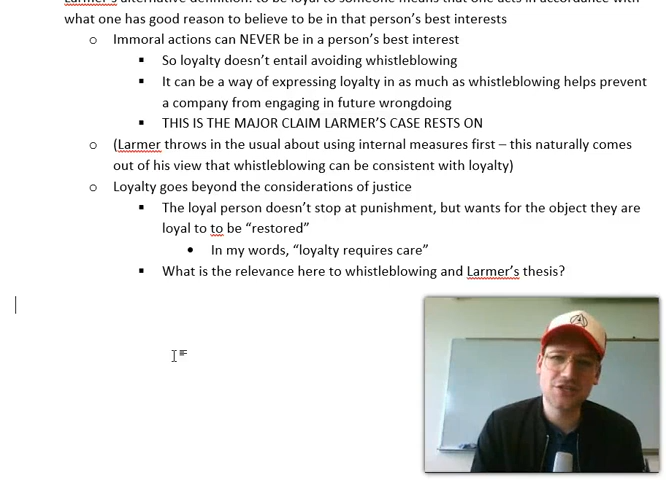 Larmer's alternative definition: to be loyal to someone means that one acts in accordance with
what one has good reason to believe to be in that person's best interests
o Immoral actions can NEVER be in a person's best interest
▪ So loyalty doesn't entail avoiding whistleblowing
▪ It can be a way of expressing loyalty in as much as whistleblowing helps prevent
a company from engaging in future wrongdoing
▪ THIS IS THE MAJOR CLAIM LARMER'S CASE RESTS ON
o (Larmer throws in the usual about using internal measures first – this naturally comes
out of his view that whistleblowing can be consistent with loyalty)
o Loyalty goes beyond the considerations of justice
▪ The loyal person doesn't stop at punishment, but wants for the object they are
loyal to to be “restored”
• In my words, “loyalty requires care”
▪ What is the relevance here to whistleblowing and Larmer's thesis?